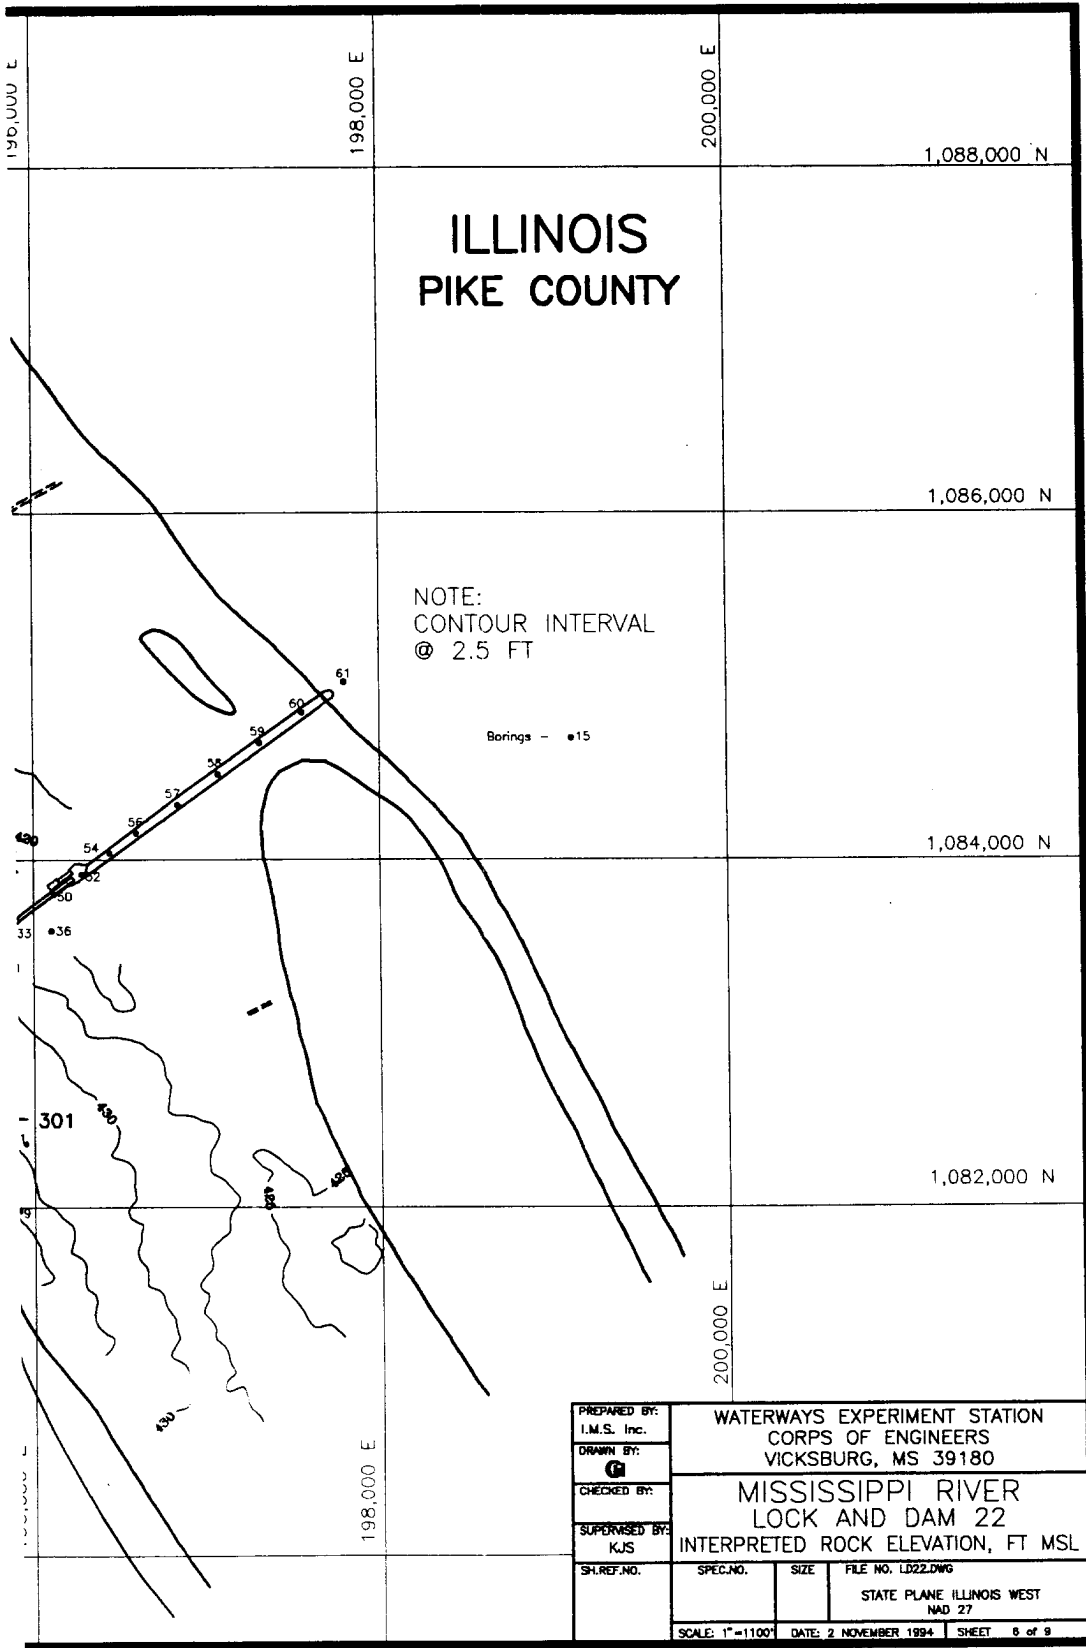 198,000 E
200,000 E
1,088,000 N
ILLINOIS
PIKE COUNTY
1,086,000 N
NOTE:
CONTOUR INTERVAL
@ 2.5 FT
61
60
59
Borings - 15
58
57
56
1,084,000 N
54
52
50
33
36
430
301
1,082,000 N
425
425
430
200,000 E
198,000 E
PREPARED BY:
I.M.S. Inc.
DRAWN BY:
CHECKED BY:
SUPERVISED BY:
KJS
SH.REF.NO.
WATERWAYS EXPERIMENT STATION
CORPS OF ENGINEERS
VICKSBURG, MS 39180
MISSISSIPPI RIVER
LOCK AND DAM 22
INTERPRETED ROCK ELEVATION, FT MSL
SPEC.NO.
SIZE
FILE NO. LD22.DWG
STATE PLANE ILLINOIS WEST
NAD 27
SCALE: 1"=1100'
DATE: 2 NOVEMBER 1994
SHEET 6 of 9